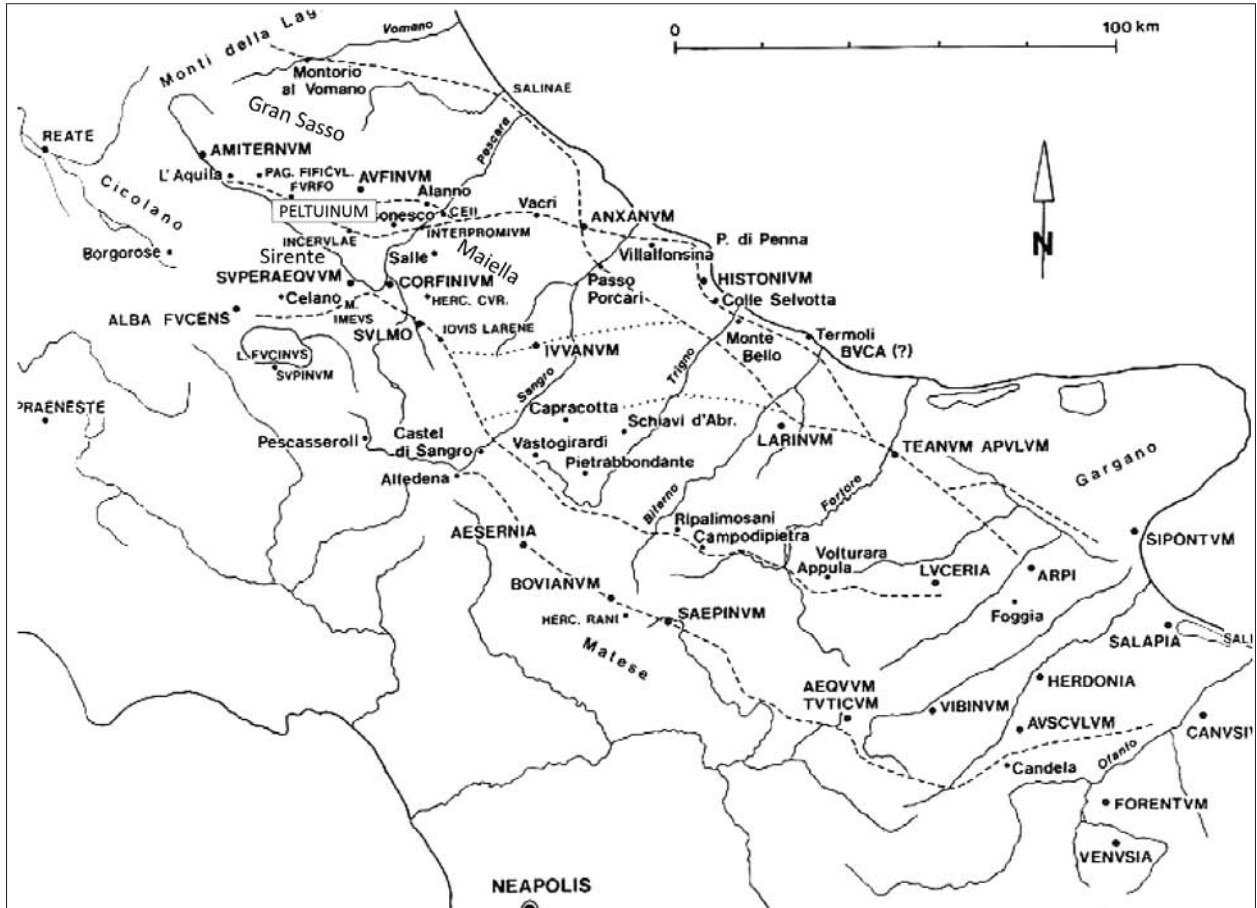 0
100 km
Monti della Lag
Vomano
Montorio
al Vomano
SALINAE
Gran Sasso
Pescara
REATE
AMITERNVM
L'Aquila
PAG. FIFICVL.
FVRFO
AVFINVM
Alanno
Cicolano
PELTUINUM
onesco
CEII
Vacri
ANXANVM
INCERVLAE
INTERPROMIVM
P. di Penna
N
Borgorose
Sirente
Salle
Maiella
Villalfonsina
SVPERAEQVVM
CORFINIVM
Passo
Porcari
HISTONIVM
Celano
HERC. CVR.
Colle Selvotta
ALBA FVCENS
M.
IMEVS
SVLMO
IOVIS LARENE
Monte
Bello
Termoli
BVCA (?)
L. FVCINVS
IVVANVM
SVPINVM
Sangro
Trigno
PRAENESTE
Capracotta
Pescasseroli
Castel
di Sangro
Schiavi d'Abr.
LARINVM
Vastogirardi
TEANVM APVLVM
Alfedena
Pietrabbondante
Gargano
Biferno
Fortore
Ripalimosani
Campodipietra
AESERNIA
SIPONTVM
Volturara
Appula
LVCERIA
ARPI
BOVIANVM
HERC. RANI
SAEPINVM
Foggia
SALAPIA
SALI
Matese
AEQVVM
TVTICVM
HERDONIA
VIBINVM
AVSCVLVM
CANVSIV
Candela
Ofanto
FORENTVM
VENVSIA
NEAPOLIS